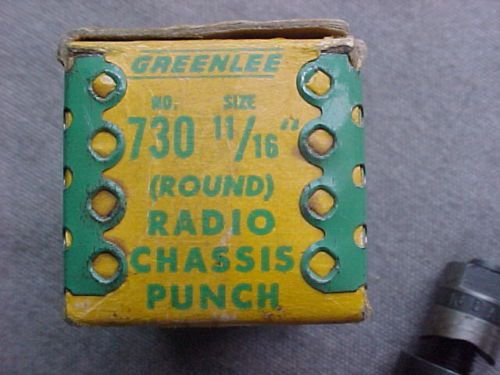 GREENLEE
NO. SIZE
730 11/16"
(ROUND)
RADIO
CHASSIS
PUNCH